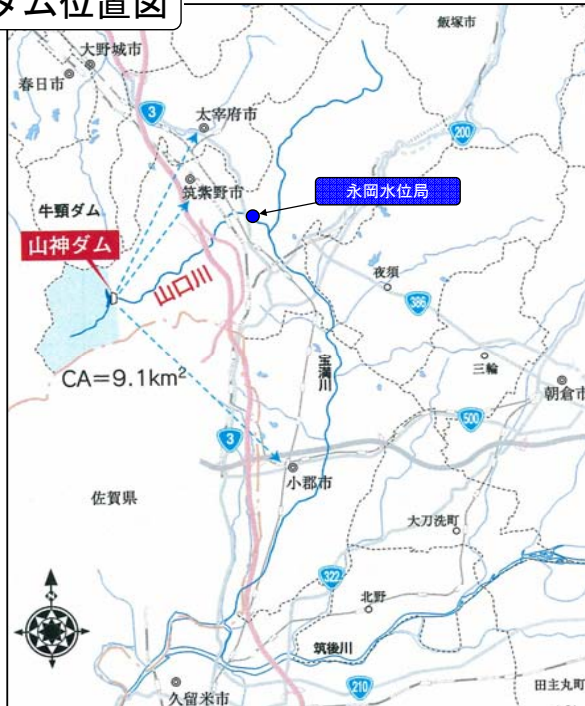 ダム位置図
飯塚市
大野城市
春日市
3
太宰府市
200
筑紫野市
永岡水位局
牛頸ダム
山神ダム
山口川
夜須
386
CA=9.1km²
宝満川
三輪
朝倉市
500
3
小郡市
佐賀県
大刀洗町
322
北野
筑後川
210
田主丸町
久留米市